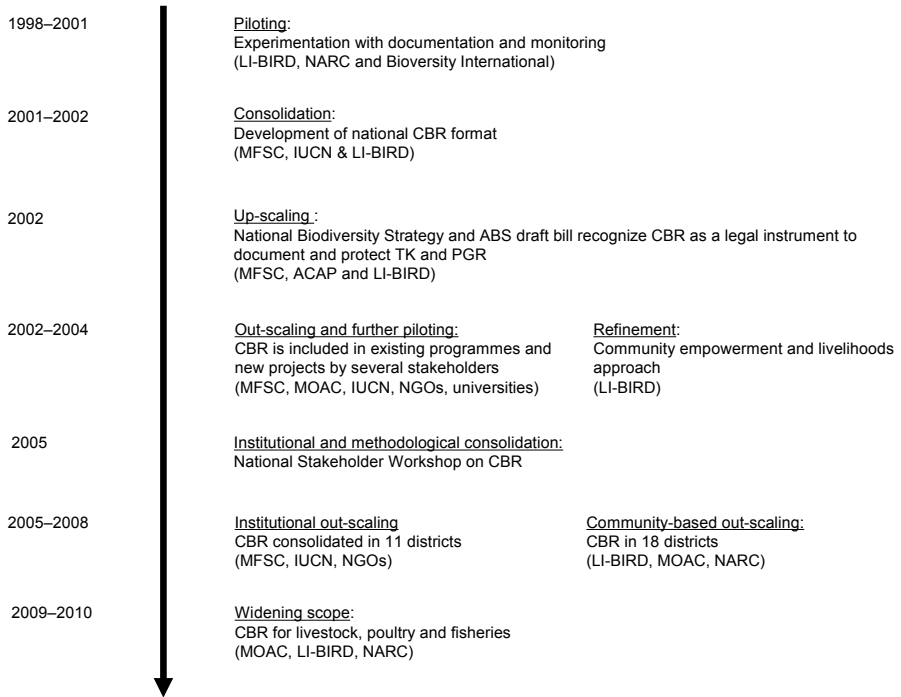 1998–2001
Piloting:
Experimentation with documentation and monitoring
(LI-BIRD, NARC and Bioversity International)
2001–2002
Consolidation:
Development of national CBR format
(MFSC, IUCN & LI-BIRD)
2002
Up-scaling :
National Biodiversity Strategy and ABS draft bill recognize CBR as a legal instrument to
document and protect TK and PGR
(MFSC, ACAP and LI-BIRD)
2002–2004
Out-scaling and further piloting:
CBR is included in existing programmes and
new projects by several stakeholders
(MFSC, MOAC, IUCN, NGOs, universities)
Refinement:
Community empowerment and livelihoods
approach
(LI-BIRD)
2005
Institutional and methodological consolidation:
National Stakeholder Workshop on CBR
2005–2008
Institutional out-scaling
CBR consolidated in 11 districts
(MFSC, IUCN, NGOs)
Community-based out-scaling:
CBR in 18 districts
(LI-BIRD, MOAC, NARC)
2009–2010
Widening scope:
CBR for livestock, poultry and fisheries
(MOAC, LI-BIRD, NARC)